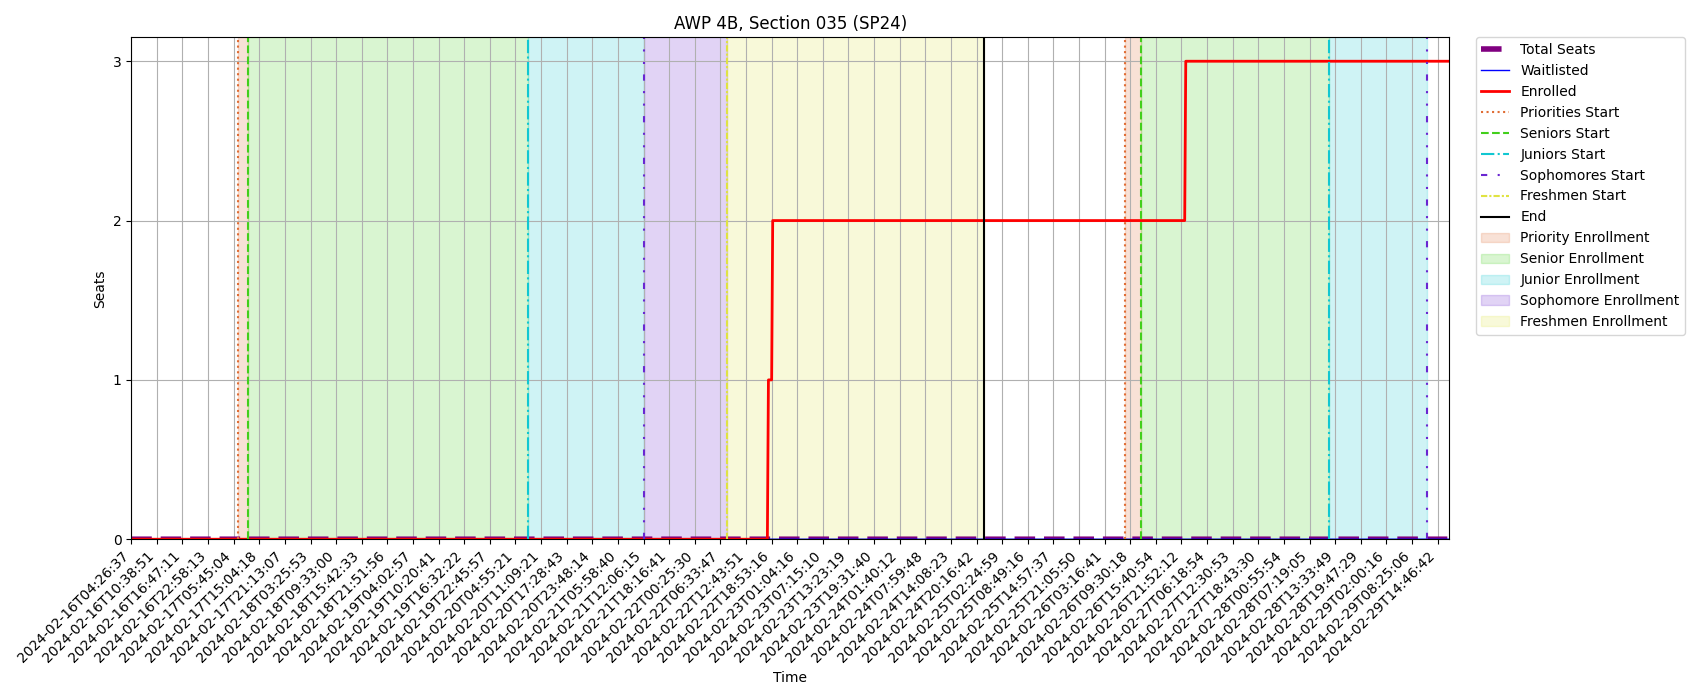 AWP 4B, Section 035 (SP24)
Seats
3
2
1
0
2024-02-16T04:26:37
2024-02-16T10:38:51
2024-02-16T16:47:11
2024-02-16T22:58:13
2024-02-17T05:45:04
2024-02-17T15:04:18
2024-02-17T21:13:07
2024-02-18T03:25:53
2024-02-18T09:33:00
2024-02-18T15:42:33
2024-02-18T21:51:56
2024-02-19T04:02:57
2024-02-19T10:20:41
2024-02-19T16:32:22
2024-02-19T22:45:57
2024-02-20T04:55:21
2024-02-20T11:09:21
2024-02-20T17:28:43
2024-02-20T23:48:14
2024-02-21T05:58:40
2024-02-21T12:06:15
2024-02-21T18:16:41
2024-02-22T00:25:30
2024-02-22T06:33:47
2024-02-22T12:43:51
2024-02-22T18:53:16
2024-02-23T01:04:16
2024-02-23T07:15:10
2024-02-23T13:23:19
2024-02-23T19:31:40
2024-02-24T01:40:12
2024-02-24T07:59:48
2024-02-24T14:08:23
2024-02-24T20:16:42
2024-02-25T02:24:59
2024-02-25T08:49:16
2024-02-25T14:57:37
2024-02-25T21:05:50
2024-02-26T03:16:41
2024-02-26T09:30:18
2024-02-26T15:40:54
2024-02-26T21:52:12
2024-02-27T06:18:54
2024-02-27T12:30:53
2024-02-27T18:43:30
2024-02-28T00:55:54
2024-02-28T07:19:05
2024-02-28T13:33:49
2024-02-28T19:47:29
2024-02-29T02:00:16
2024-02-29T08:25:06
2024-02-29T14:46:42
Time
Total Seats
Waitlisted
Enrolled
Priorities Start
Seniors Start
Juniors Start
Sophomores Start
Freshmen Start
End
Priority Enrollment
Senior Enrollment
Junior Enrollment
Sophomore Enrollment
Freshmen Enrollment